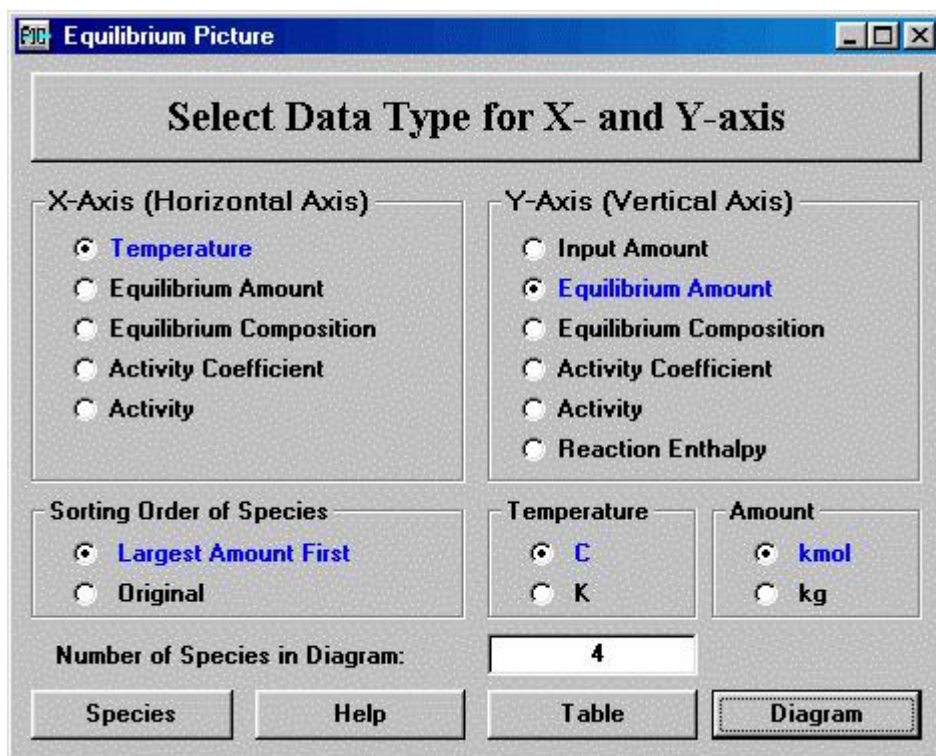 PIC Equilibrium Picture
Select Data Type for X- and Y-axis
X-Axis (Horizontal Axis)
Temperature
Equilibrium Amount
Equilibrium Composition
Activity Coefficient
Activity
Y-Axis (Vertical Axis)
Input Amount
Equilibrium Amount
Equilibrium Composition
Activity Coefficient
Activity
Reaction Enthalpy
Sorting Order of Species
Largest Amount First
Original
Temperature
C
K
Amount
kmol
kg
Number of Species in Diagram: 4
Species Help Table Diagram